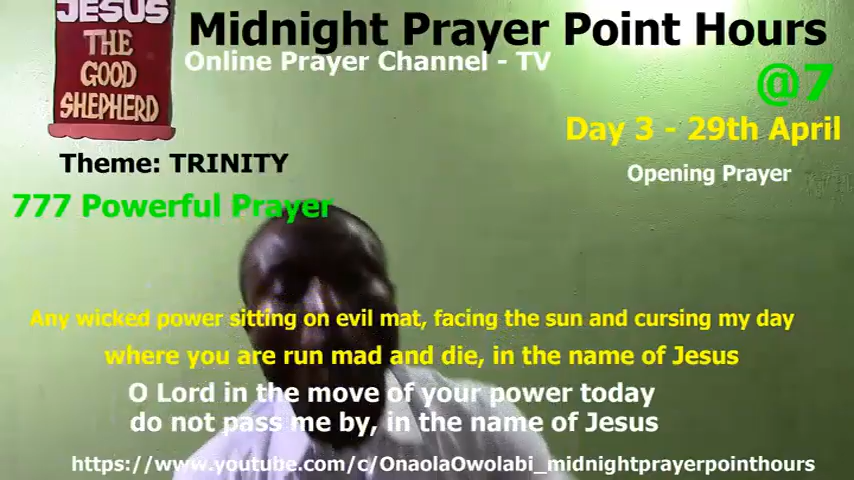 JESUS
THE
GOOD
SHEPHERD
Midnight Prayer Point Hours
Online Prayer Channel - TV
@7
Day 3 - 29th April
Theme: TRINITY
Opening Prayer
777 Powerful Prayer
Any wicked power sitting on evil mat, facing the sun and cursing my day
where you are run mad and die, in the name of Jesus
O Lord in the move of your power today
do not pass me by, in the name of Jesus
https://www.youtube.com/c/OnaolaOwolabi_midnightprayerpointhours